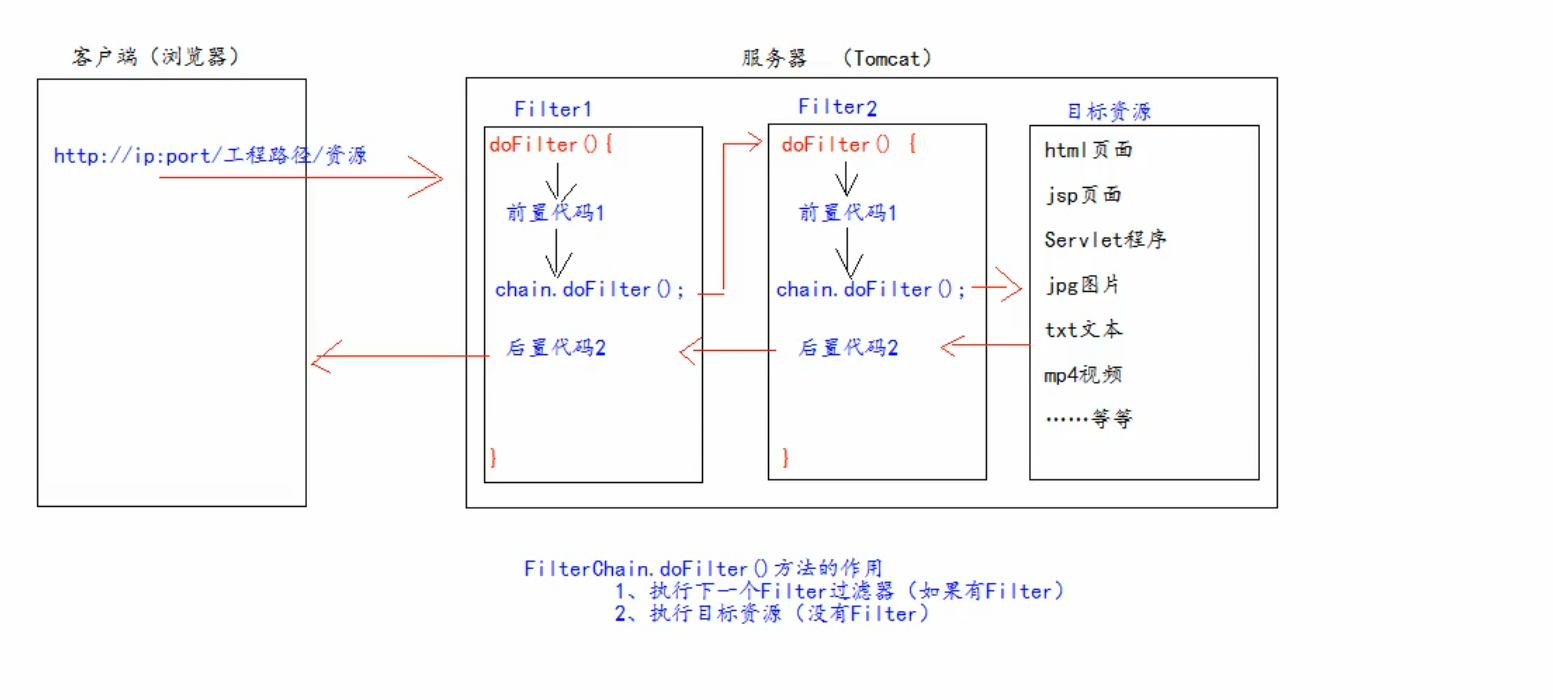 客户端（浏览器）
服务器 （Tomcat）
http://ip:port/工程路径/资源
Filter1
doFilter(){
前置代码1
chain.doFilter();
后置代码2
}
Filter2
doFilter() {
前置代码1
chain.doFilter();
后置代码2
}
目标资源
html页面
jsp页面
Servlet程序
jpg图片
txt文本
mp4视频
……等等
FilterChain.doFilter()方法的作用
1、执行下一个Filter过滤器（如果有Filter）
2、执行目标资源（没有Filter）